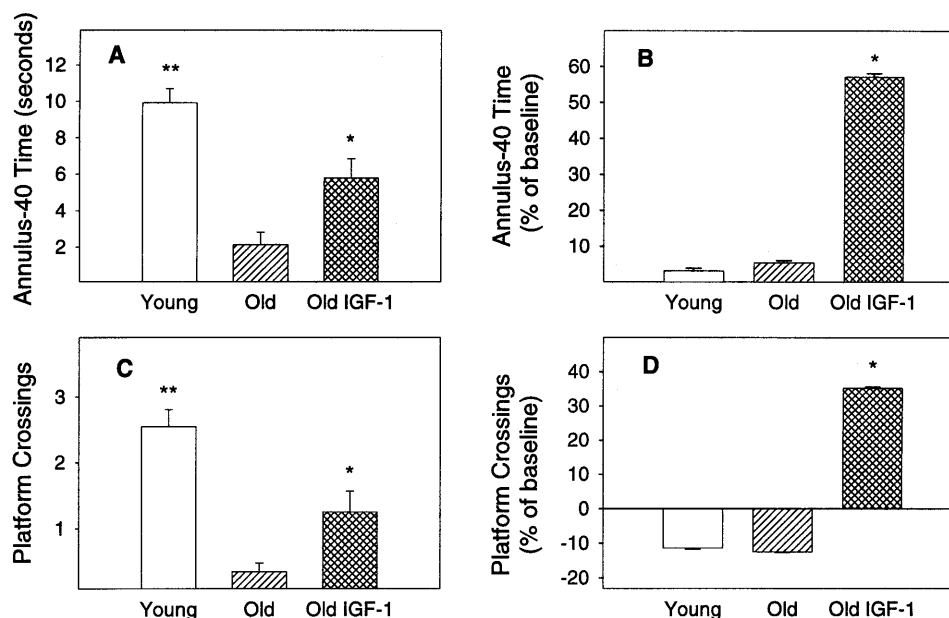 A
Annulus-40 Time (seconds)
12
10
8
6
4
2
**
*
Young Old Old IGF-1
B
Annulus-40 Time
(% of baseline)
60
50
40
30
20
10
*
Young Old Old IGF-1
C
Platform Crossings
3
2
1
**
*
Young Old Old IGF-1
D
Platform Crossings
(% of baseline)
40
30
20
10
0
-10
-20
*
Young Old Old IGF-1